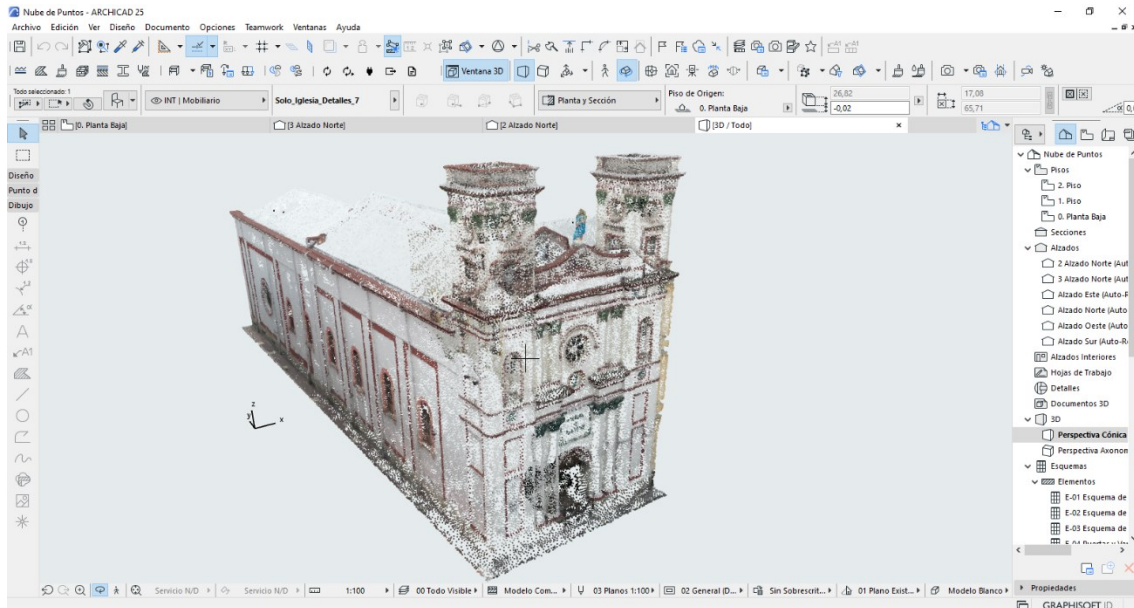 Nube de Puntos - ARCHICAD 25
Archivo Edición Ver Diseño Documento Opciones Teamwork Ventanas Ayuda
Ventana 3D
Todo seleccionado: 1
INT | Mobiliario
Solo_Iglesia_Detalles_7
Planta y Sección
Piso de Origen:
0. Planta Baja
26,82
-0,02
17,08
65,71
[0. Planta Baja]
[3 Alzado Norte]
[2 Alzado Norte]
[3D / Todo]
Diseño
Punto d
Dibujo
A
A1
z
y
x
Nube de Puntos
Pisos
2. Piso
1. Piso
0. Planta Baja
Secciones
Alzados
2 Alzado Norte (Aut
3 Alzado Norte (Aut
Alzado Este (Auto-R
Alzado Norte (Auto
Alzado Oeste (Auto
Alzado Sur (Auto-R
Alzados Interiores
Hojas de Trabajo
Detalles
Documentos 3D
3D
Perspectiva Cónica
Perspectiva Axonom
Esquemas
Elementos
E-01 Esquema de
E-02 Esquema de
E-03 Esquema de
Propiedades
Servicio N/D
Servicio N/D
1:100
00 Todo Visible
Modelo Com...
03 Planos 1:100
02 General (D...
Sin Sobrescrit...
01 Plano Exist...
Modelo Blanco
GRAPHISOFT ID